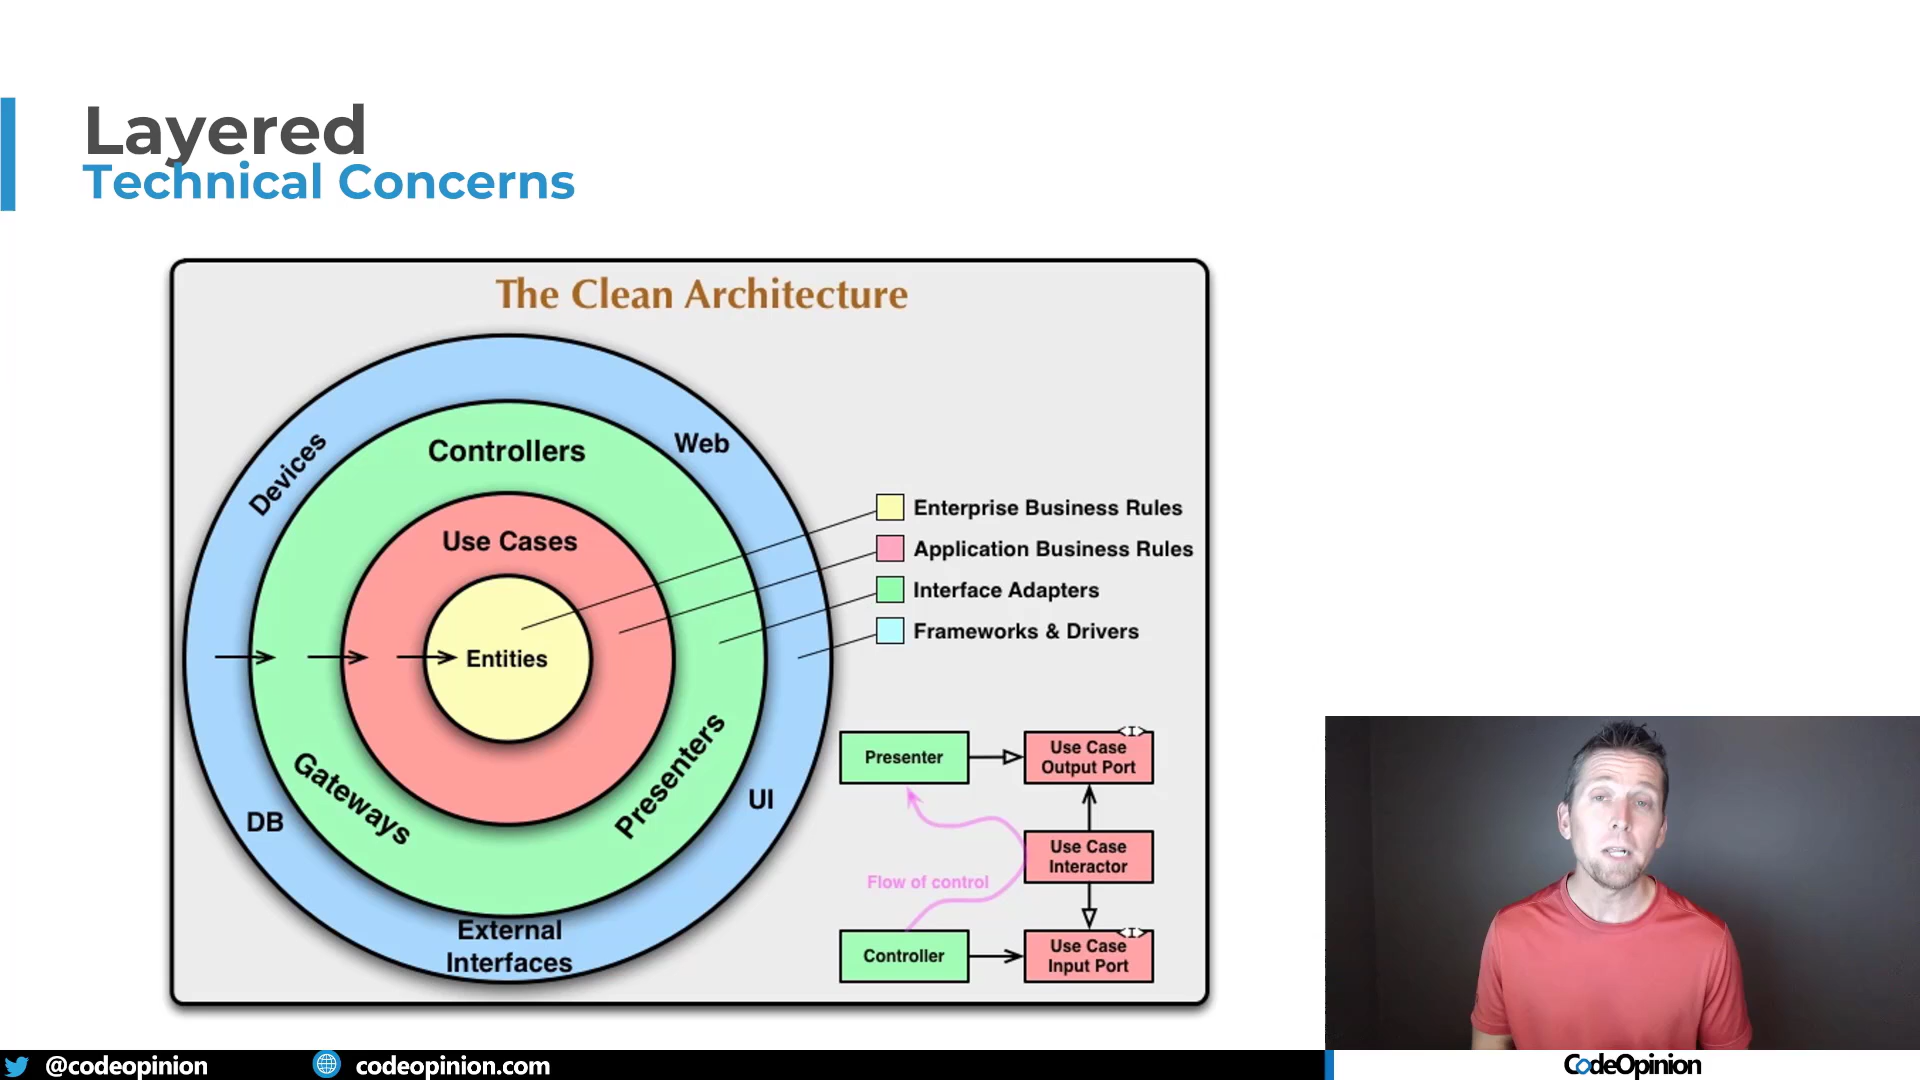 Layered
Technical Concerns
The Clean Architecture
Devices
Controllers
Web
Use Cases
Entities
Gateways
Presenters
DB
UI
External
Interfaces
Enterprise Business Rules
Application Business Rules
Interface Adapters
Frameworks & Drivers
Presenter
<I>
Use Case
Output Port
Use Case
Interactor
Flow of control
Controller
<I>
Use Case
Input Port
@codeopinion
codeopinion.com
CodeOpinion